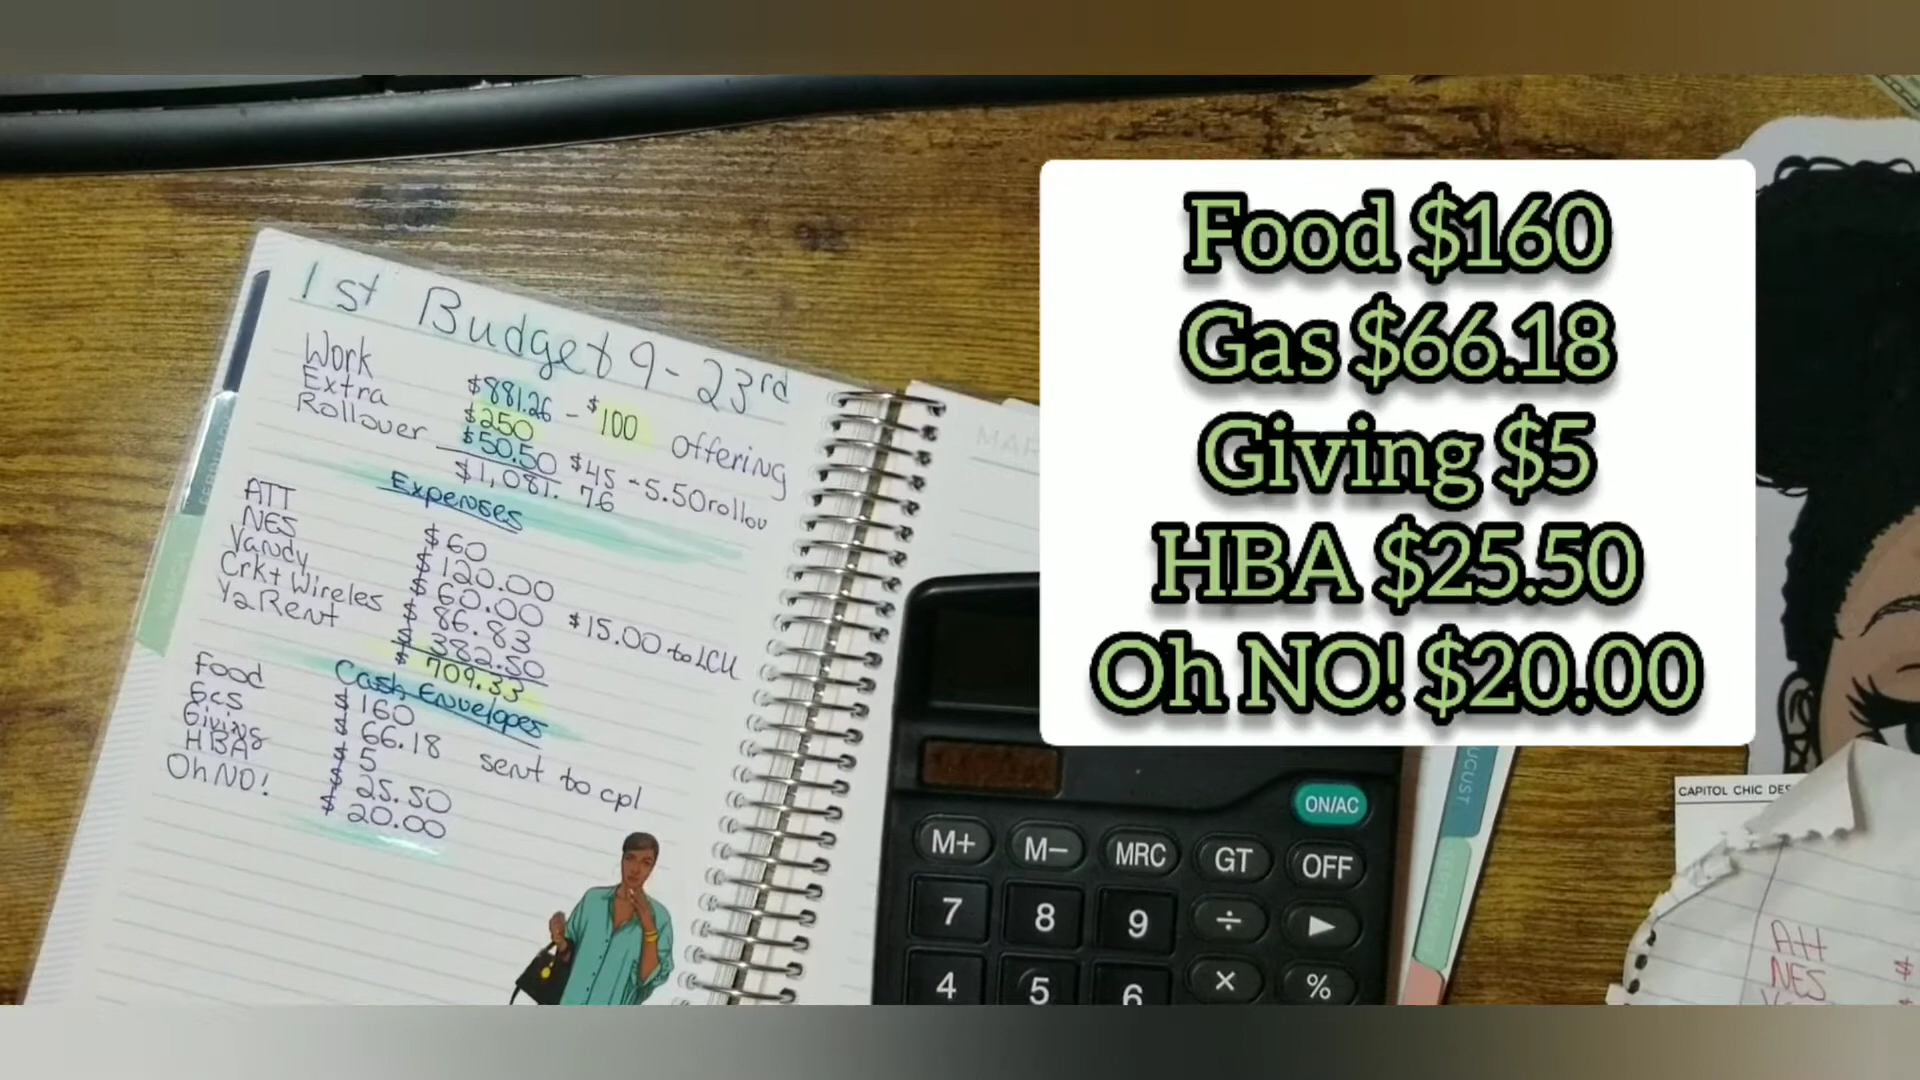 1st Budget 9-23rd
Work $881.26 - $100 offering
Extra $250
Rollover $50.50 $45 - 5.50 rollov
$1,081.76
Expenses
ATT $60
NES $120.00
Vandy $60.00 $15.00 to LCU
Crkt Wireles $86.83
1/2 Rent $382.50
$709.33
Cash Envelopes
Food $160
Gas $66.18 sent to cpl
Giving $5
HBA $25.50
Oh NO! $20.00
Food $160
Gas $66.18
Giving $5
HBA $25.50
Oh NO! $20.00
MAR
ON/AC
M+ M- MRC GT OFF
7 8 9 ÷ ▶
4 5 6 × %
CAPITOL CHIC DES
ATT
NES
$